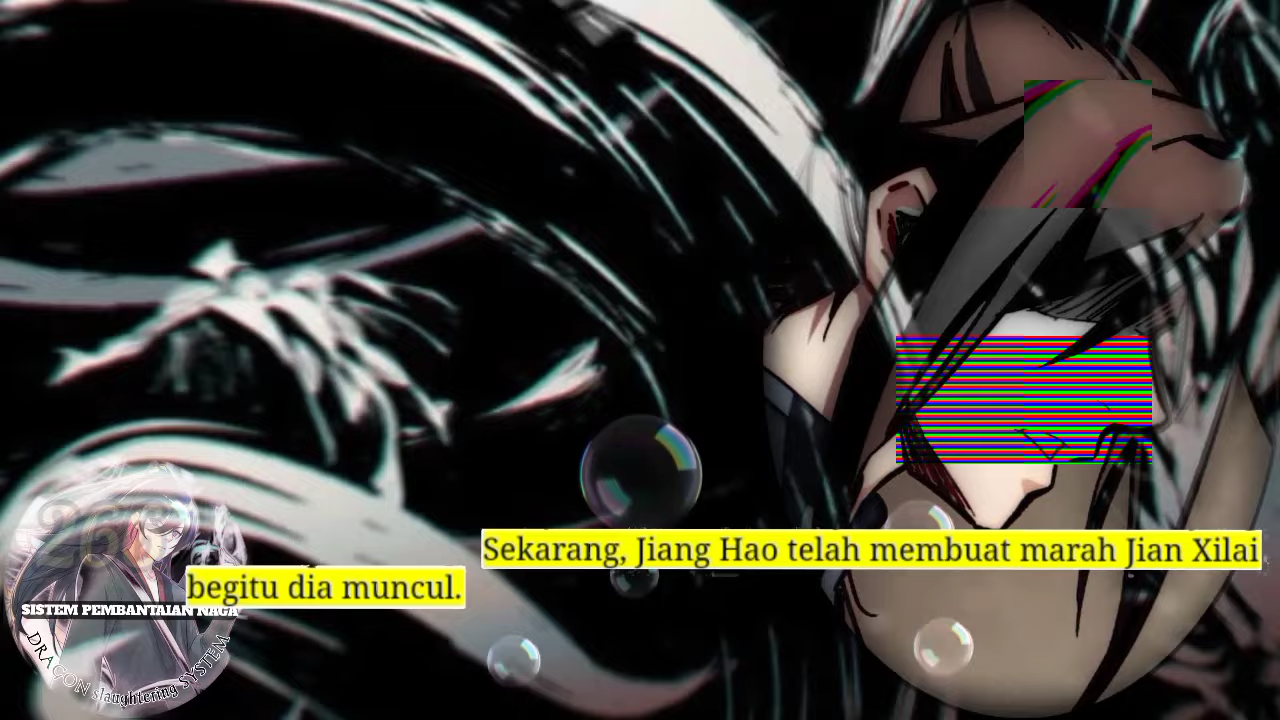 Sekarang, Jiang Hao telah membuat marah Jian Xilai
begitu dia muncul.
SISTEM PEMBANTAIAN NAGA
DRAGON slaughtering SYSTEM